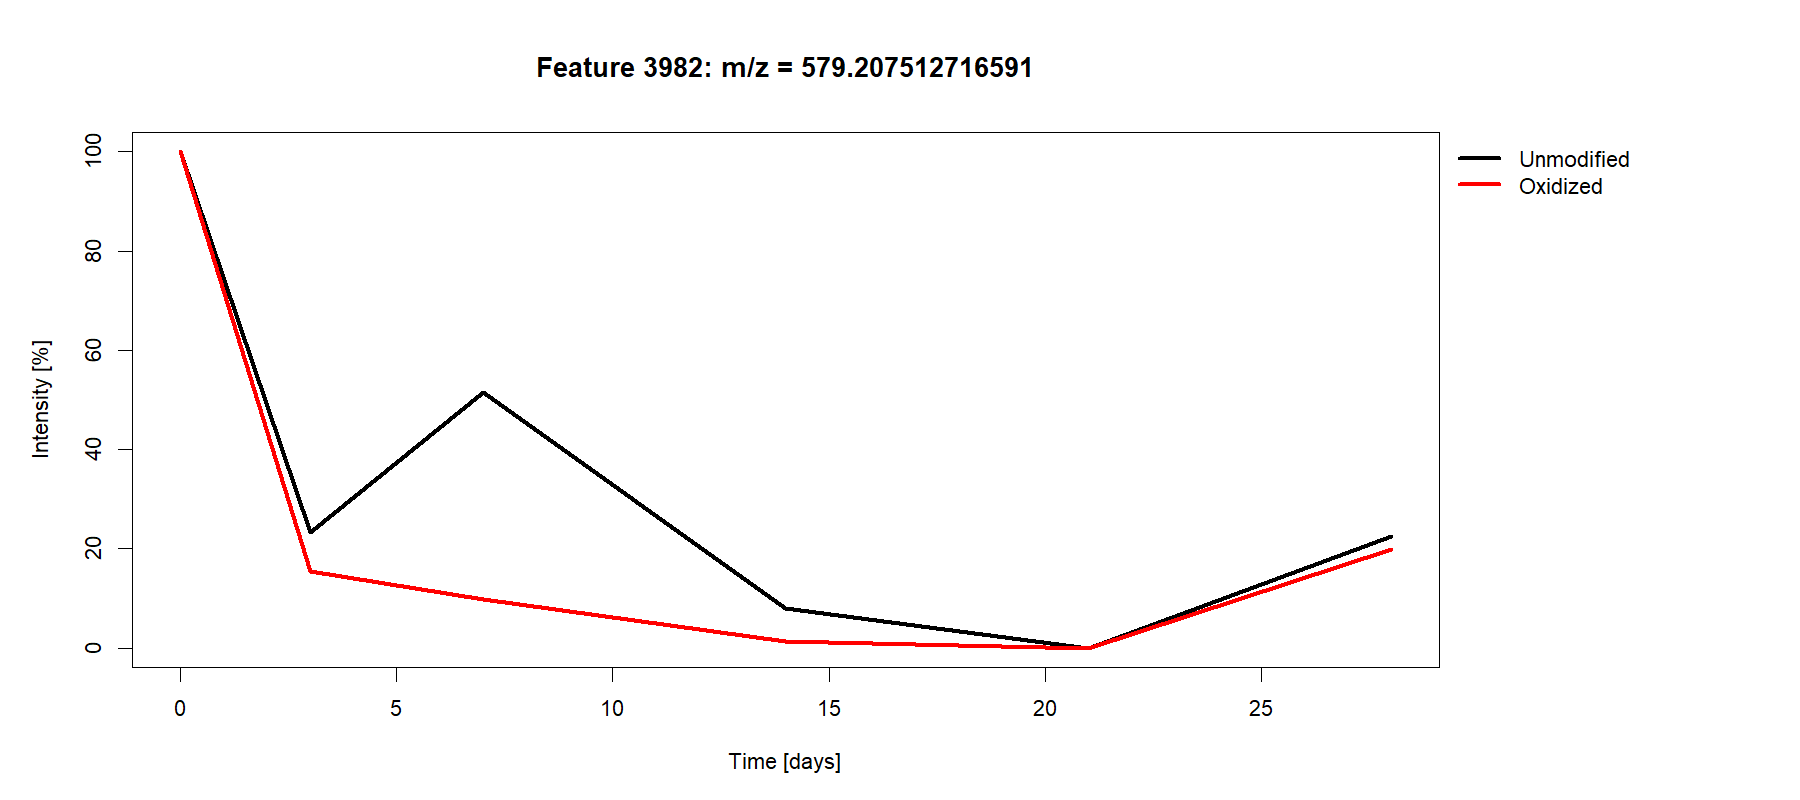 Feature 3982: m/z = 579.207512716591
Unmodified
Oxidized
Intensity [%]
100
80
60
40
20
0
0 5 10 15 20 25
Time [days]